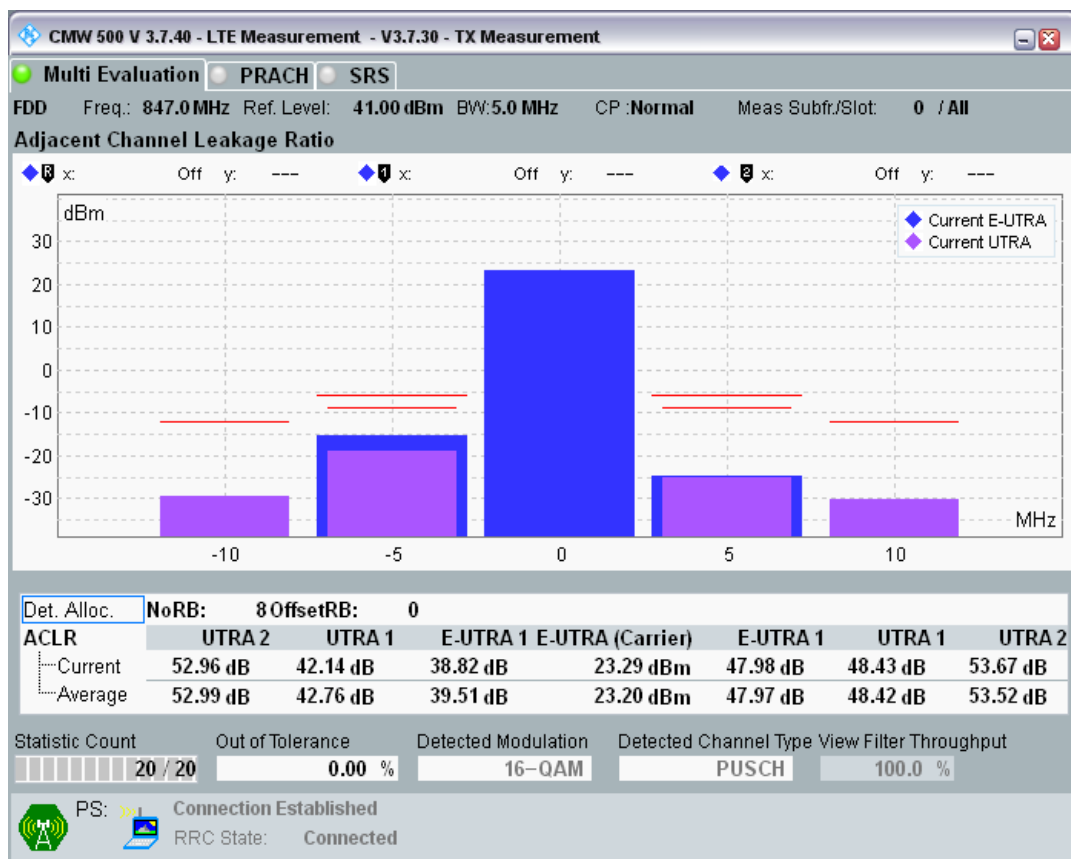 CMW 500 V 3.7.40 - LTE Measurement - V3.7.30 - TX Measurement
Multi Evaluation PRACH SRS
FDD Freq.: 847.0 MHz Ref. Level: 41.00 dBm BW:5.0 MHz CP :Normal Meas Subfr./Slot: 0 / All
Adjacent Channel Leakage Ratio
R x: Off y: --- 1 x: Off y: --- 2 x: Off y: ---
dBm
Current E-UTRA
Current UTRA
30
20
10
0
-10
-20
-30
MHz
-10 -5 0 5 10
Det. Alloc. NoRB: 8 OffsetRB: 0
ACLR UTRA 2 UTRA 1 E-UTRA 1 E-UTRA (Carrier) E-UTRA 1 UTRA 1 UTRA 2
Current 52.96 dB 42.14 dB 38.82 dB 23.29 dBm 47.98 dB 48.43 dB 53.67 dB
Average 52.99 dB 42.76 dB 39.51 dB 23.20 dBm 47.97 dB 48.42 dB 53.52 dB
Statistic Count Out of Tolerance Detected Modulation Detected Channel Type View Filter Throughput
20 / 20 0.00 % 16-QAM PUSCH 100.0 %
PS: Connection Established
RRC State: Connected